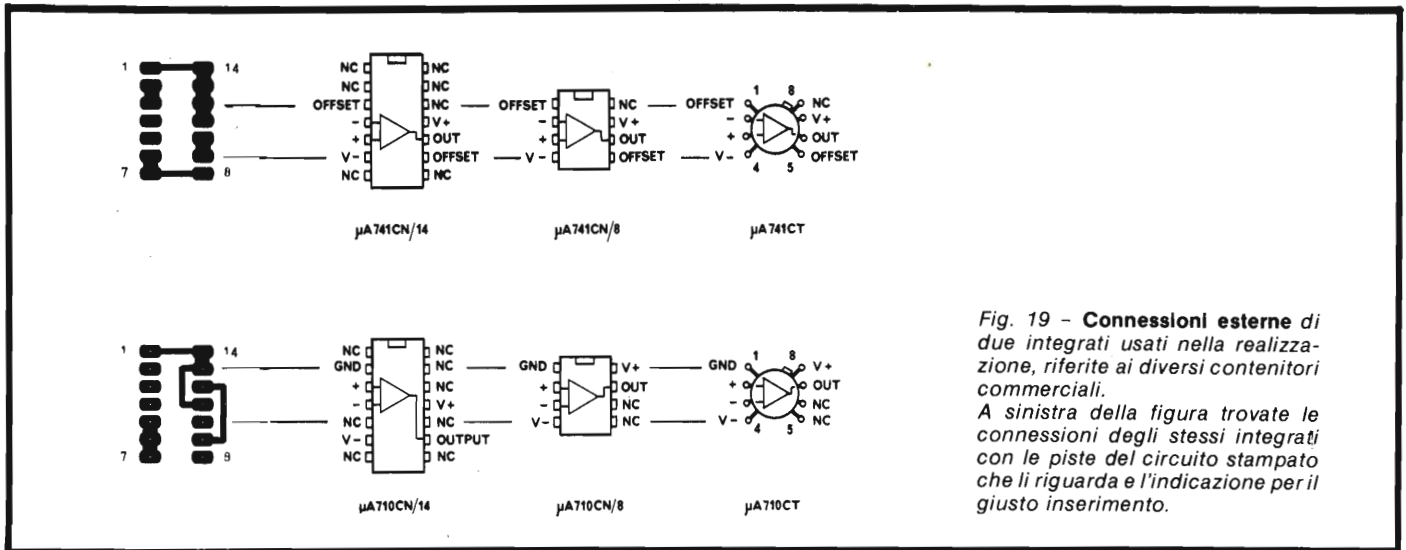 1 14
7 8
NC NC
NC NC
OFFSET NC
- V+
+ OUT
V- OFFSET
NC NC
µA741CN/14
OFFSET NC
- V+
+ OUT
V- OFFSET
µA741CN/8
1 8
OFFSET NC
- V+
+ OUT
V- OFFSET
4 5
µA741CT
1 14
7 9
NC NC
GND NC
+ NC
- V+
NC NC
V- OUTPUT
NC NC
µA710CN/14
GND V+
+ OUT
- NC
V- NC
µA710CN/8
1 8
GND V+
+ OUT
- NC
V- NC
4 5
µA710CT
Fig. 19 - Connessioni esterne di
due integrati usati nella realizza-
zione, riferite ai diversi contenitori
commerciali.
A sinistra della figura trovate le
connessioni degli stessi integrati
con le piste del circuito stampato
che li riguarda e l'indicazione per il
giusto inserimento.